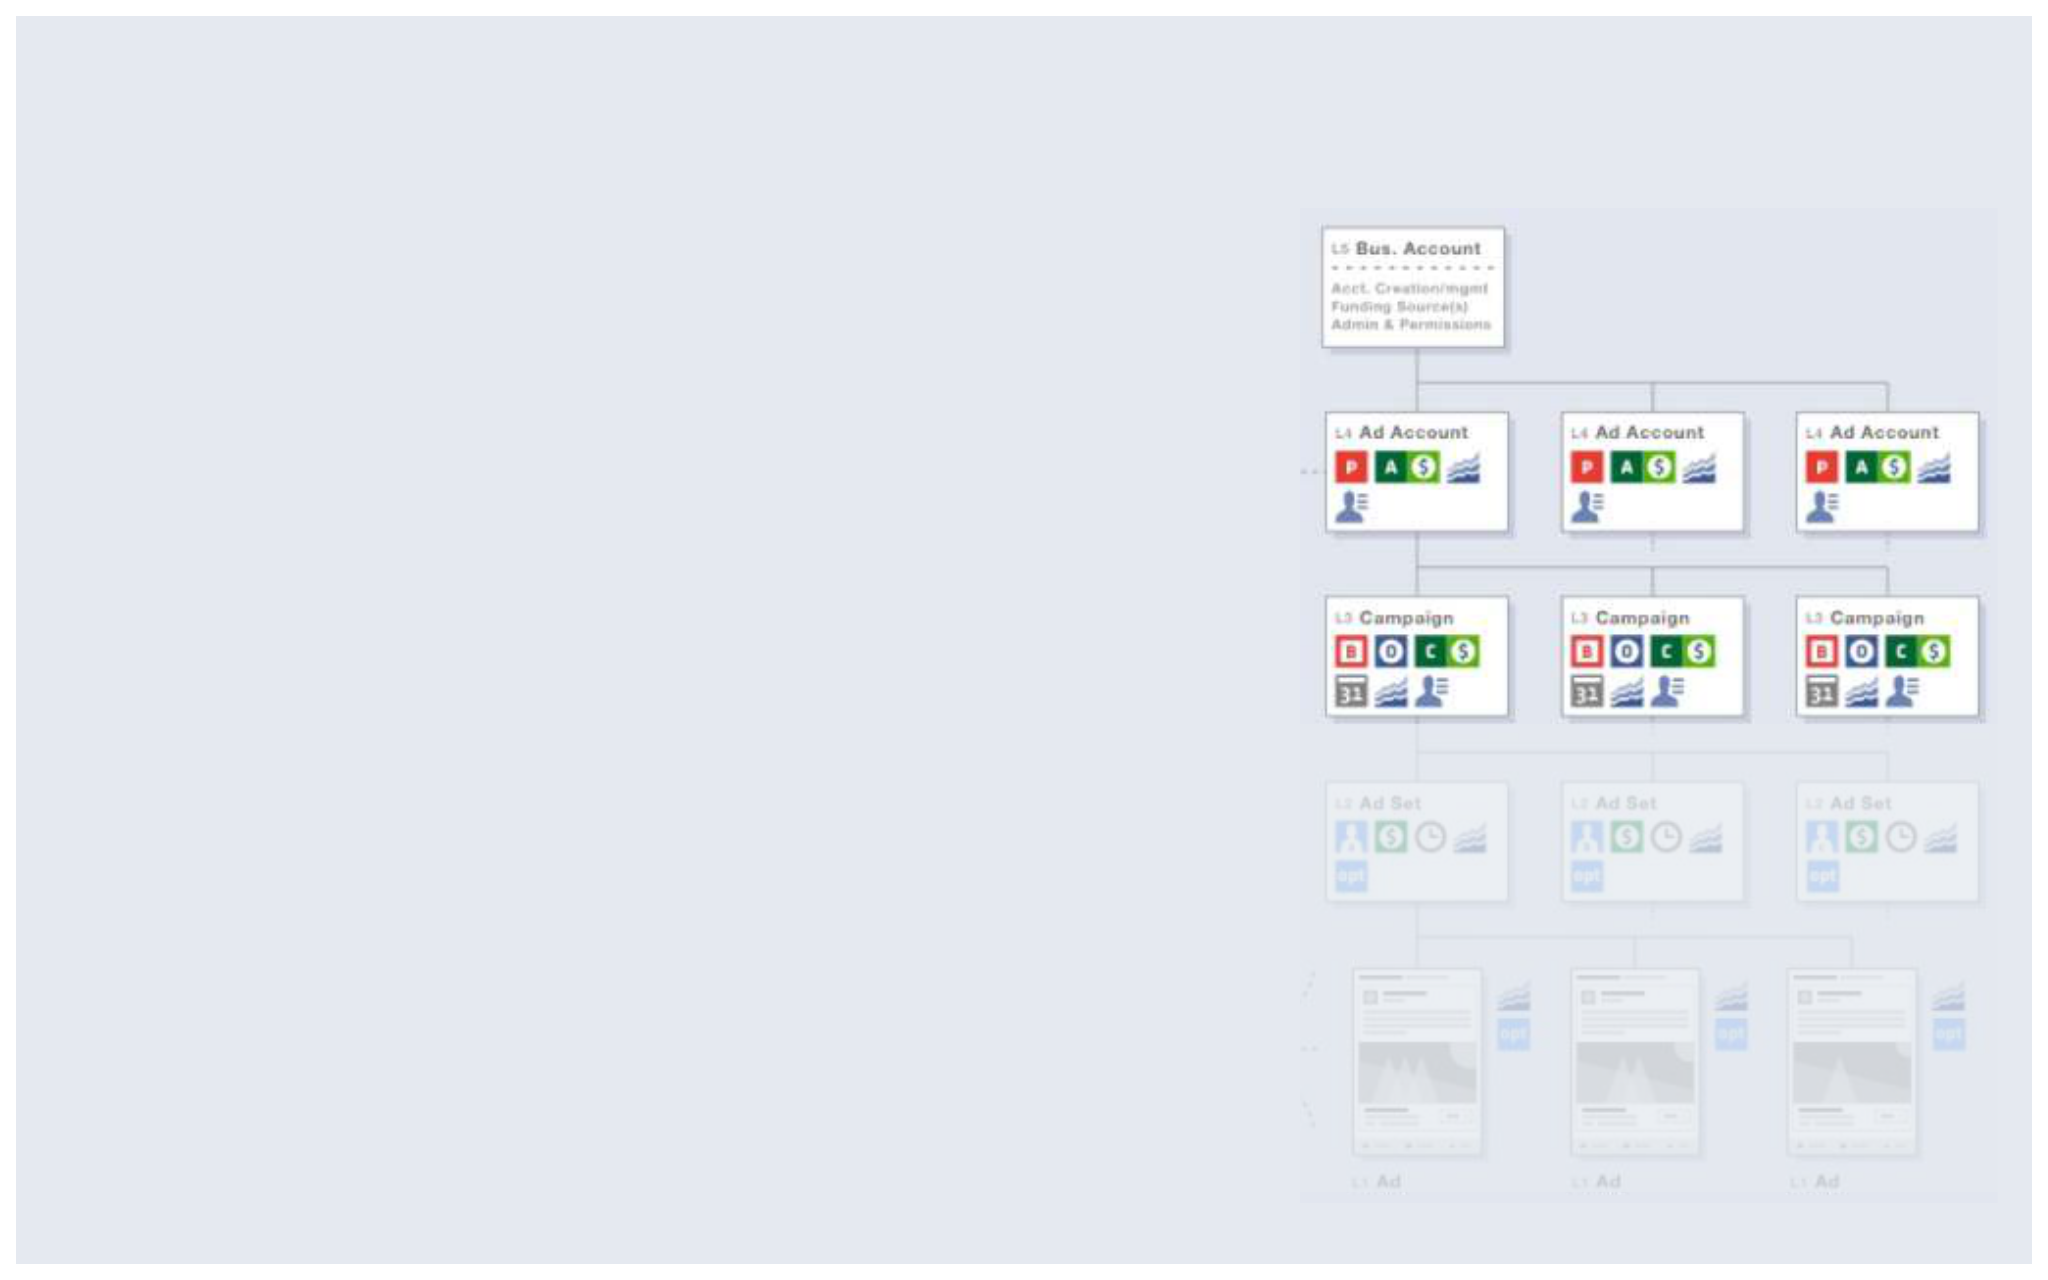 L5 Bus. Account
Acct. Creation/mgmt
Funding Source(s)
Admin & Permissions
L4 Ad Account L4 Ad Account L4 Ad Account
P A $ P A $ P A $
L3 Campaign L3 Campaign L3 Campaign
B O C $ B O C $ B O C $
31 31 31
L2 Ad Set L2 Ad Set L2 Ad Set
$ $ $
opt opt opt
opt opt opt
L1 Ad L1 Ad L1 Ad